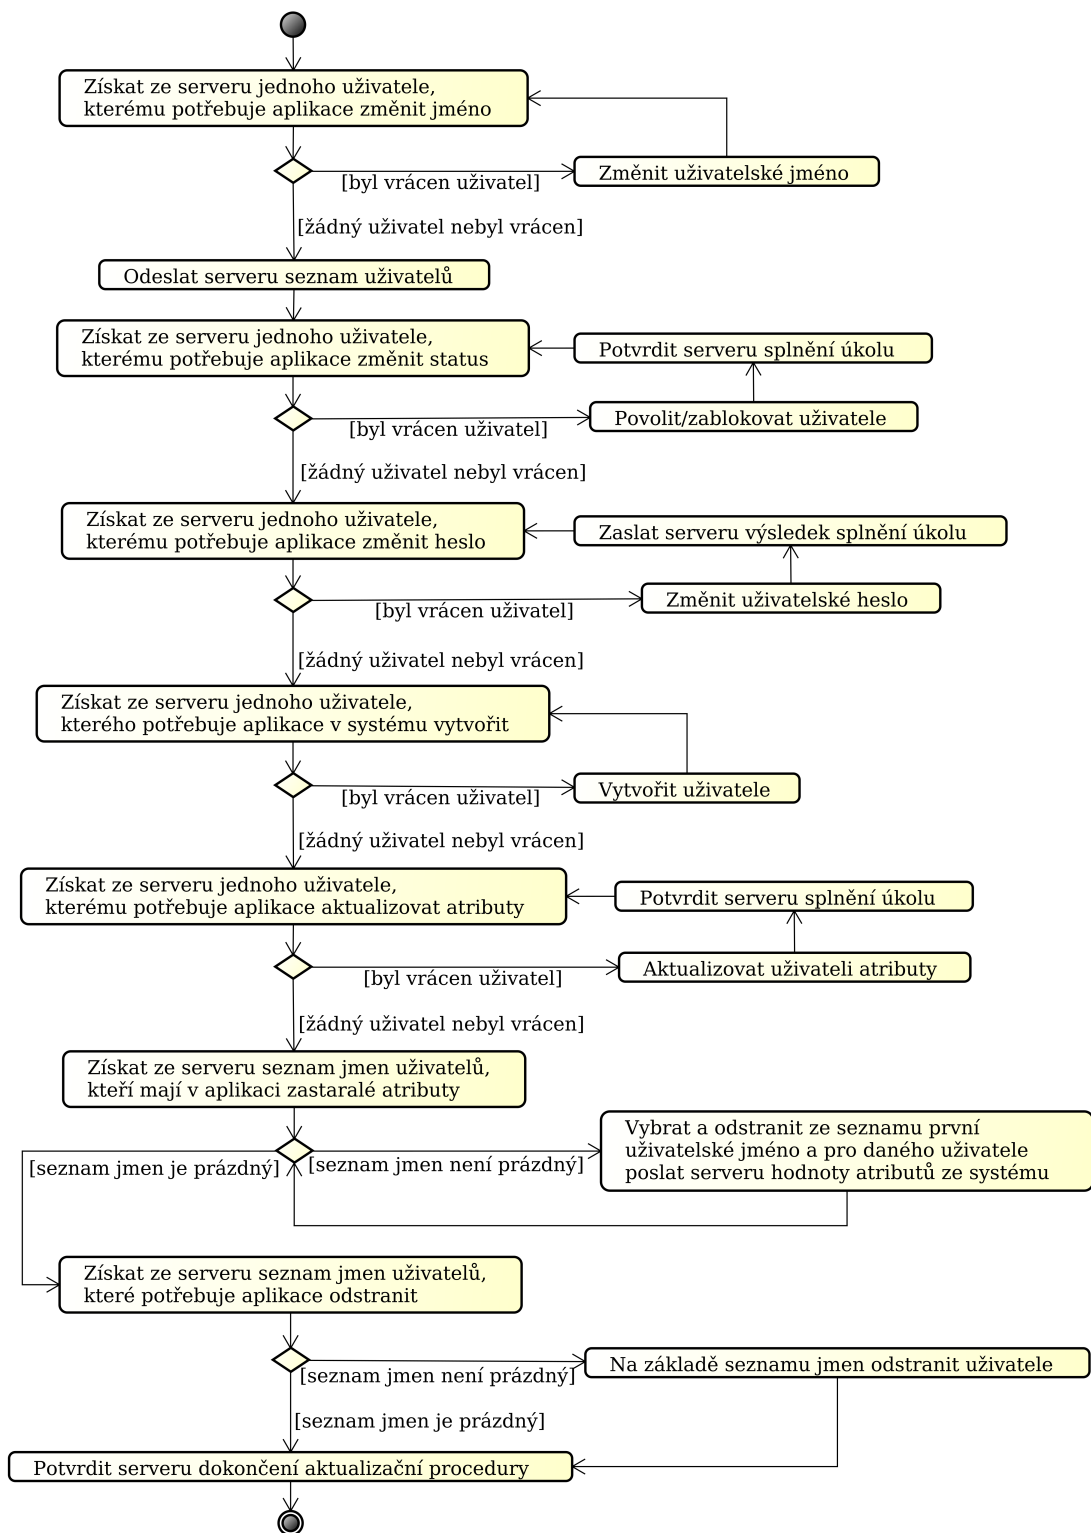 Získat ze serveru jednoho uživatele,
kterému potřebuje aplikace změnit jméno
Změnit uživatelské jméno
[byl vrácen uživatel]
[žádný uživatel nebyl vrácen]
Odeslat serveru seznam uživatelů
Získat ze serveru jednoho uživatele,
kterému potřebuje aplikace změnit status
Potvrdit serveru splnění úkolu
Povolit/zablokovat uživatele
[byl vrácen uživatel]
[žádný uživatel nebyl vrácen]
Získat ze serveru jednoho uživatele,
kterému potřebuje aplikace změnit heslo
Zaslat serveru výsledek splnění úkolu
Změnit uživatelské heslo
[byl vrácen uživatel]
[žádný uživatel nebyl vrácen]
Získat ze serveru jednoho uživatele,
kterého potřebuje aplikace v systému vytvořit
Vytvořit uživatele
[byl vrácen uživatel]
[žádný uživatel nebyl vrácen]
Získat ze serveru jednoho uživatele,
kterému potřebuje aplikace aktualizovat atributy
Potvrdit serveru splnění úkolu
Aktualizovat uživateli atributy
[byl vrácen uživatel]
[žádný uživatel nebyl vrácen]
Získat ze serveru seznam jmen uživatelů,
kteří mají v aplikaci zastaralé atributy
Vybrat a odstranit ze seznamu první
uživatelské jméno a pro daného uživatele
poslat serveru hodnoty atributů ze systému
[seznam jmen je prázdný]
[seznam jmen není prázdný]
Získat ze serveru seznam jmen uživatelů,
které potřebuje aplikace odstranit
Na základě seznamu jmen odstranit uživatele
[seznam jmen není prázdný]
[seznam jmen je prázdný]
Potvrdit serveru dokončení aktualizační procedury